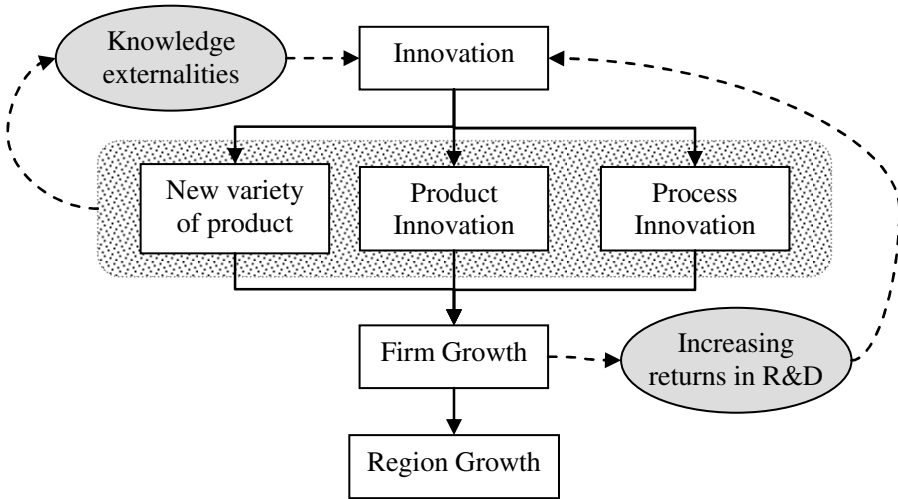 Knowledge
externalities
Innovation
New variety
of product
Product
Innovation
Process
Innovation
Firm Growth
Increasing
returns in R&D
Region Growth